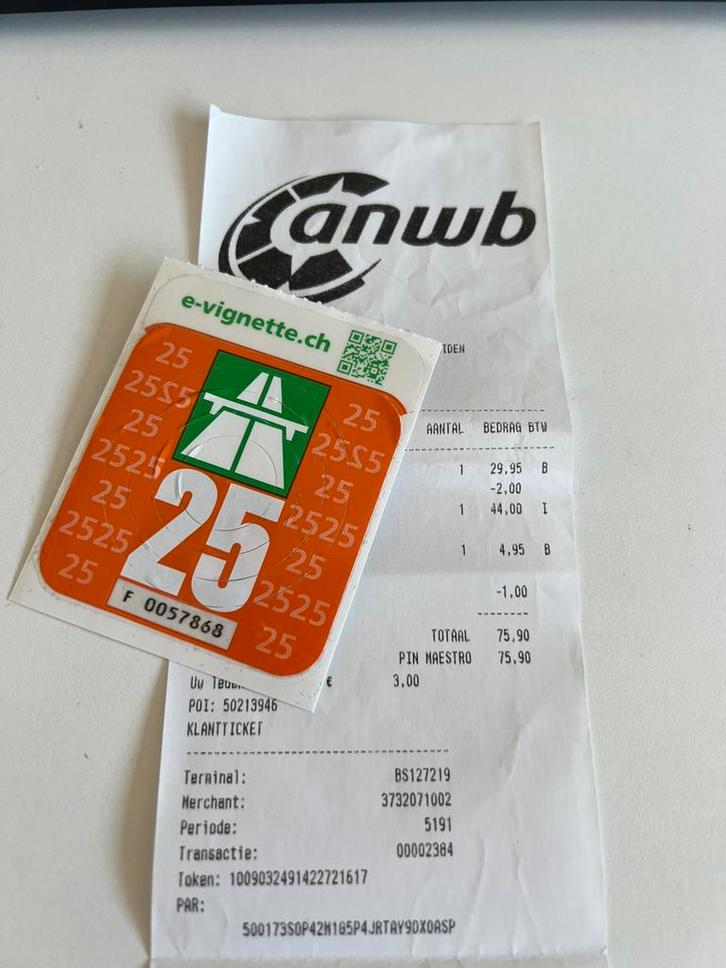 anwb
e-vignette.ch
25
25
2525
25
25
2525
25
2525
25
2525
25
2525
25
2525
25
25
F 0057868
IDEN
AANTAL BEDRAG BTW
1 29,95 B
-2,00
1 44,00 I
1 4,95 B
-1,00
TOTAAL 75,90
PIN MAESTRO 75,90
€ 3,00
POI: 50213946
KLANTTICKET
Terminal: BS127219
Merchant: 3732071002
Periode: 5191
Transactie: 00002384
Token: 1009032491422721617
PAR:
500173SOP42M1G5P4JRTAY9DXOASP